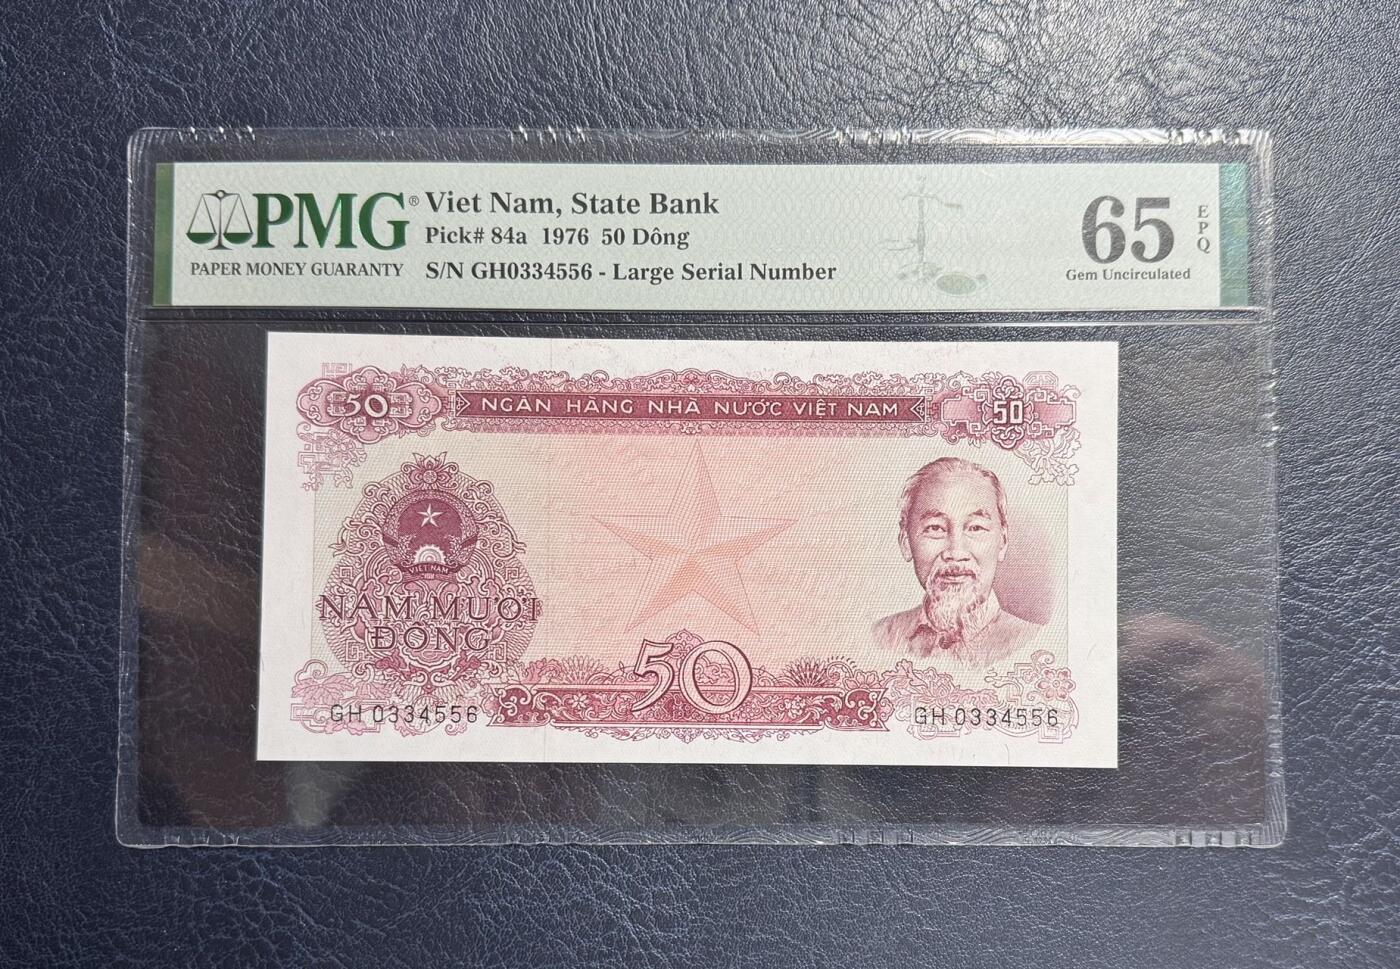 PMG®
PAPER MONEY GUARANTY
Viet Nam, State Bank
Pick# 84a 1976 50 Dông
S/N GH0334556 - Large Serial Number
65
EPQ
Gem Uncirculated
50
NGÂN HÀNG NHÀ NƯỚC VIỆT NAM
50
VIỆT NAM
NĂM MƯƠI
ĐỒNG
50
GH 0334556
GH 0334556